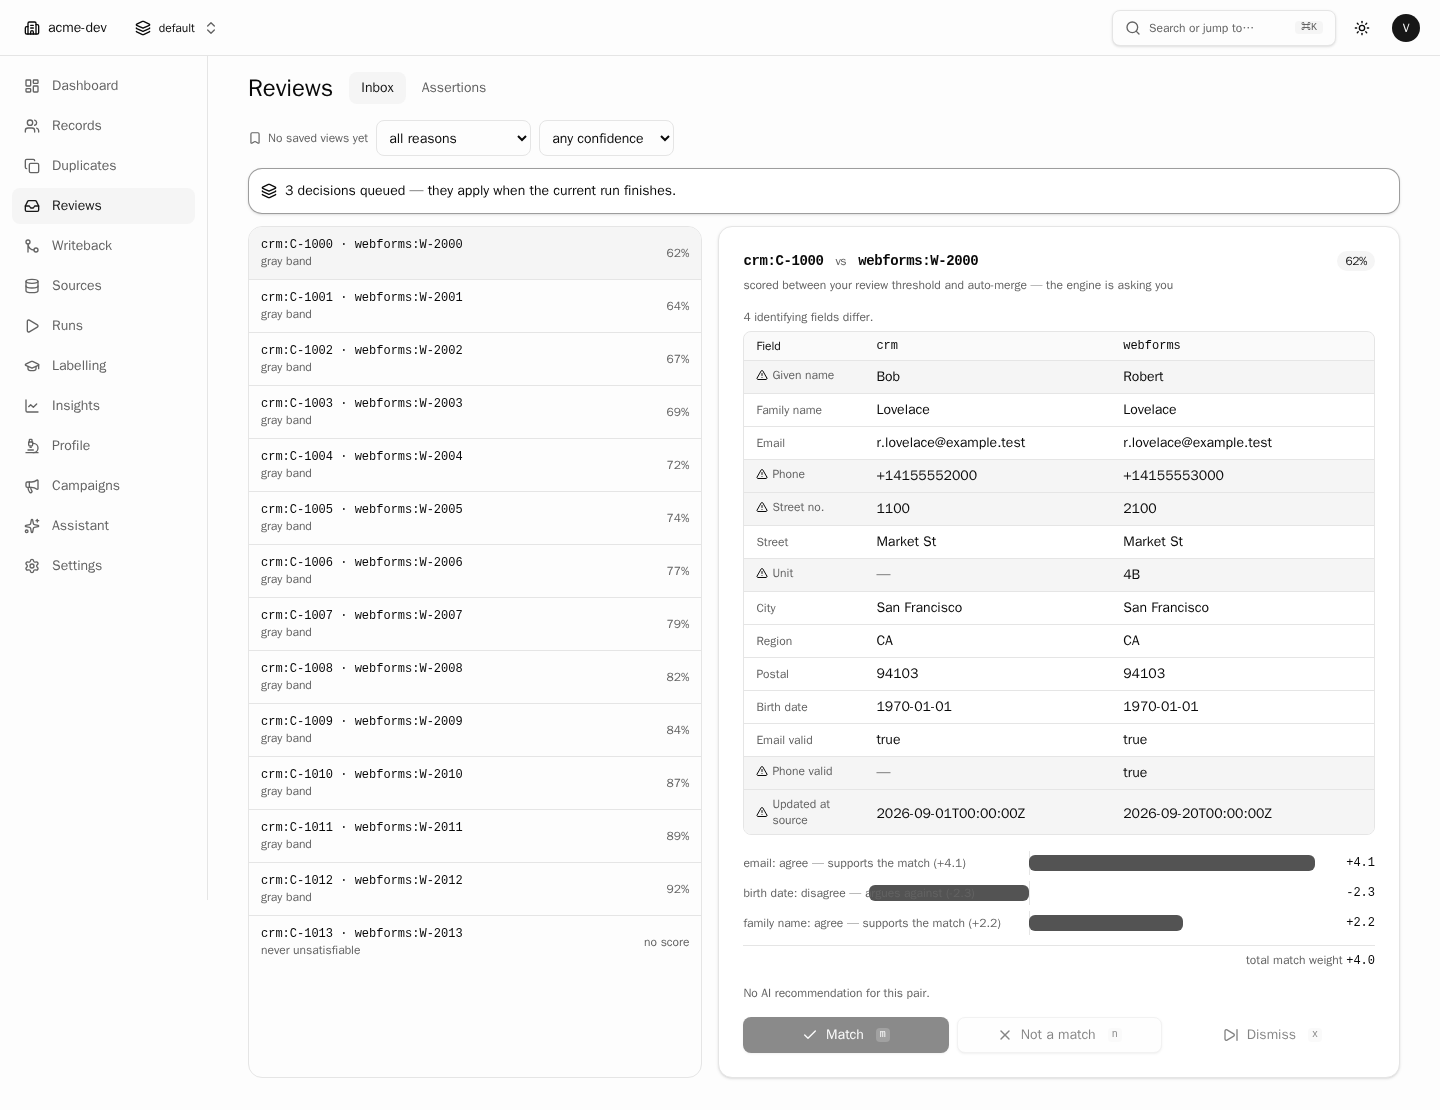 acme-dev
default
Search or jump to···
⌘K
V
Dashboard
Records
Duplicates
Reviews
Writeback
Sources
Runs
Labelling
Insights
Profile
Campaigns
Assistant
Settings
Reviews
Inbox
Assertions
No saved views yet
all reasons
any confidence
3 decisions queued — they apply when the current run finishes.
crm:C-1000 · webforms:W-2000
gray band
62%
crm:C-1001 · webforms:W-2001
gray band
64%
crm:C-1002 · webforms:W-2002
gray band
67%
crm:C-1003 · webforms:W-2003
gray band
69%
crm:C-1004 · webforms:W-2004
gray band
72%
crm:C-1005 · webforms:W-2005
gray band
74%
crm:C-1006 · webforms:W-2006
gray band
77%
crm:C-1007 · webforms:W-2007
gray band
79%
crm:C-1008 · webforms:W-2008
gray band
82%
crm:C-1009 · webforms:W-2009
gray band
84%
crm:C-1010 · webforms:W-2010
gray band
87%
crm:C-1011 · webforms:W-2011
gray band
89%
crm:C-1012 · webforms:W-2012
gray band
92%
crm:C-1013 · webforms:W-2013
never unsatisfiable
no score
crm:C-1000 vs webforms:W-2000
62%
scored between your review threshold and auto-merge — the engine is asking you
4 identifying fields differ.
Field crm webforms
Given name Bob Robert
Family name Lovelace Lovelace
Email r.lovelace@example.test r.lovelace@example.test
Phone +14155552000 +14155553000
Street no. 1100 2100
Street Market St Market St
Unit — 4B
City San Francisco San Francisco
Region CA CA
Postal 94103 94103
Birth date 1970-01-01 1970-01-01
Email valid true true
Phone valid — true
Updated at source 2026-09-01T00:00:00Z 2026-09-20T00:00:00Z
email: agree — supports the match (+4.1) +4.1
birth date: disagree — argues against (-2.3) -2.3
family name: agree — supports the match (+2.2) +2.2
total match weight +4.0
No AI recommendation for this pair.
Match m
Not a match n
Dismiss x